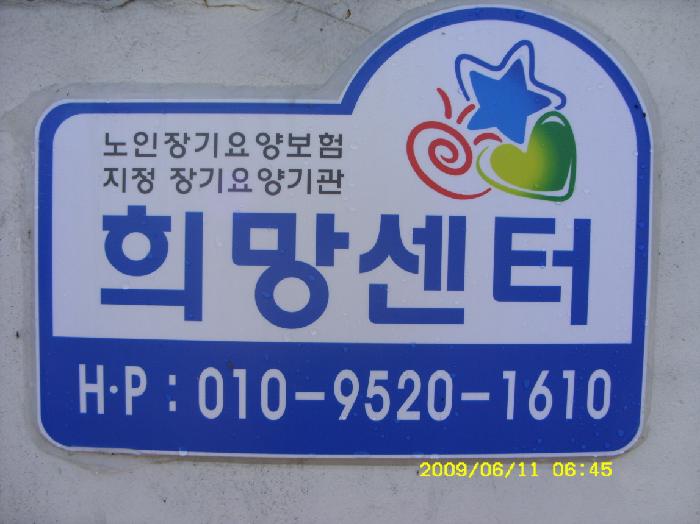 노인장기요양보험
지정 장기요양기관
희망센터
H·P : 010-9520-1610
2009/06/11 06:45